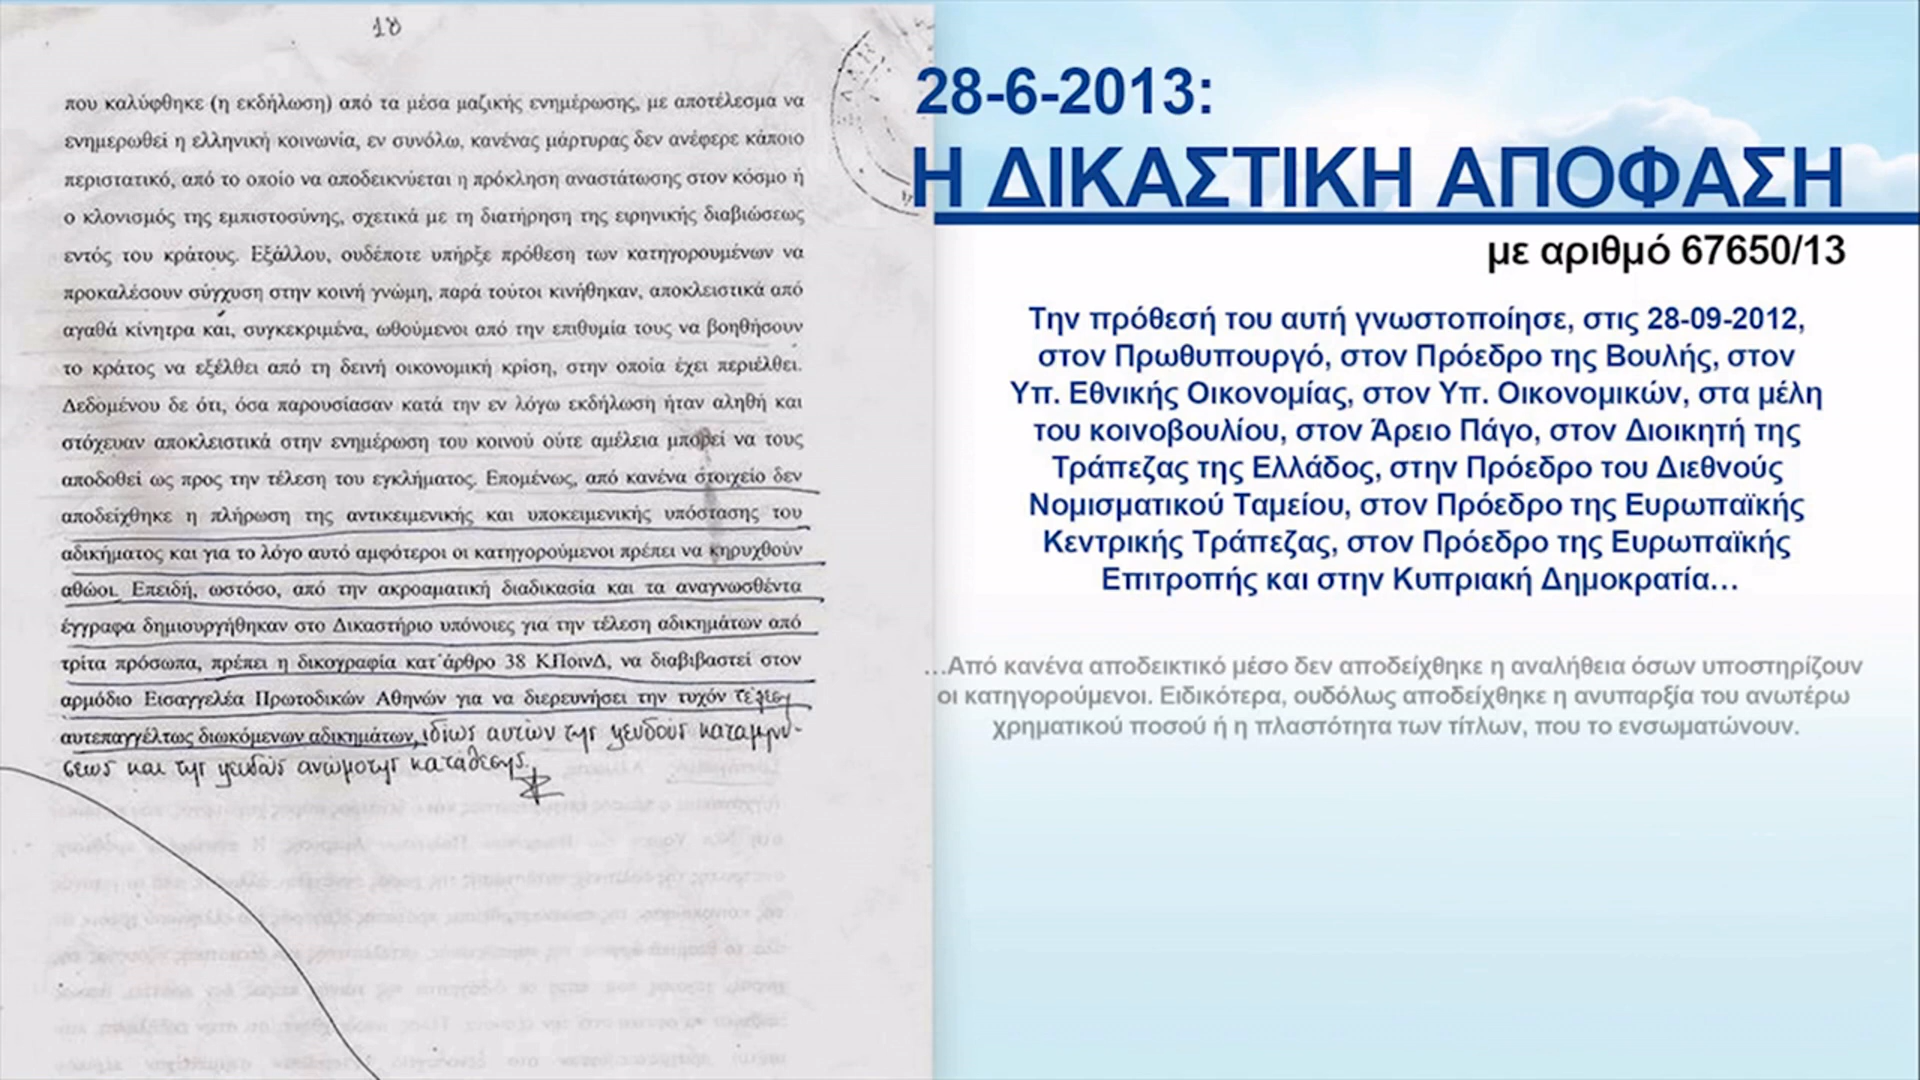 18
που καλύφθηκε (η εκδήλωση) από τα μέσα μαζικής ενημέρωσης, με αποτέλεσμα να
ενημερωθεί η ελληνική κοινωνία, εν συνόλω, κανένας μάρτυρας δεν ανέφερε κάποιο
περιστατικό, από το οποίο να αποδεικνύεται η πρόκληση αναστάτωσης στον κόσμο ή
ο κλονισμός της εμπιστοσύνης, σχετικά με τη διατήρηση της ειρηνικής διαβιώσεως
εντός του κράτους. Εξάλλου, ουδέποτε υπήρξε πρόθεση των κατηγορουμένων να
προκαλέσουν σύγχυση στην κοινή γνώμη, παρά τούτοι κινήθηκαν, αποκλειστικά από
αγαθά κίνητρα και, συγκεκριμένα, ωθούμενοι από την επιθυμία τους να βοηθήσουν
το κράτος να εξέλθει από τη δεινή οικονομική κρίση, στην οποία έχει περιέλθει.
Δεδομένου δε ότι, όσα παρουσίασαν κατά την εν λόγω εκδήλωση ήταν αληθή και
στόχευαν αποκλειστικά στην ενημέρωση του κοινού ούτε αμέλεια μπορεί να τους
αποδοθεί ως προς την τέλεση του εγκλήματος. Επομένως, από κανένα στοιχείο δεν
αποδείχθηκε η πλήρωση της αντικειμενικής και υποκειμενικής υπόστασης του
αδικήματος και για το λόγο αυτό αμφότεροι οι κατηγορούμενοι πρέπει να κηρυχθούν
αθώοι. Επειδή, ωστόσο, από την ακροαματική διαδικασία και τα αναγνωσθέντα
έγγραφα δημιουργήθηκαν στο Δικαστήριο υπόνοιες για την τέλεση αδικημάτων από
τρίτα πρόσωπα, πρέπει η δικογραφία κατ΄άρθρο 38 ΚΠοινΔ, να διαβιβαστεί στον
αρμόδιο Εισαγγελέα Πρωτοδικών Αθηνών για να διερευνήσει την τυχόν τέλεση
αυτεπαγγέλτως διωκόμενων αδικημάτων, ιδίως αυτών της ψευδούς καταμηνύ-
σεως και της ψευδούς ανώμοτης κατάθεσης.
28-6-2013:
Η ΔΙΚΑΣΤΙΚΗ ΑΠΟΦΑΣΗ
με αριθμό 67650/13
Την πρόθεσή του αυτή γνωστοποίησε, στις 28-09-2012,
στον Πρωθυπουργό, στον Πρόεδρο της Βουλής, στον
Υπ. Εθνικής Οικονομίας, στον Υπ. Οικονομικών, στα μέλη
του κοινοβουλίου, στον Άρειο Πάγο, στον Διοικητή της
Τράπεζας της Ελλάδος, στην Πρόεδρο του Διεθνούς
Νομισματικού Ταμείου, στον Πρόεδρο της Ευρωπαϊκής
Κεντρικής Τράπεζας, στον Πρόεδρο της Ευρωπαϊκής
Επιτροπής και στην Κυπριακή Δημοκρατία...
...Από κανένα αποδεικτικό μέσο δεν αποδείχθηκε η αναλήθεια όσων υποστηρίζουν
οι κατηγορούμενοι. Ειδικότερα, ουδόλως αποδείχθηκε η ανυπαρξία του ανωτέρω
χρηματικού ποσού ή η πλαστότητα των τίτλων, που το ενσωματώνουν.